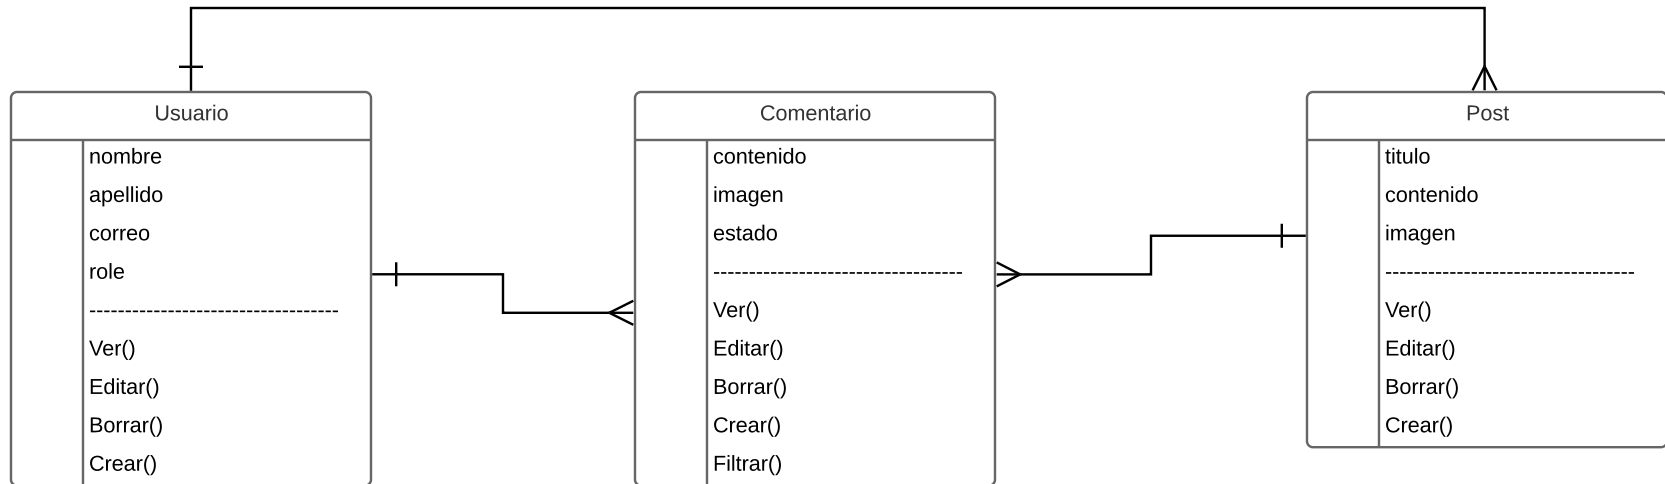 Usuario
nombre
apellido
correo
role
-----------------------------------
Ver()
Editar()
Borrar()
Crear()
Comentario
contenido
imagen
estado
-----------------------------------
Ver()
Editar()
Borrar()
Crear()
Filtrar()
Post
titulo
contenido
imagen
-----------------------------------
Ver()
Editar()
Borrar()
Crear()